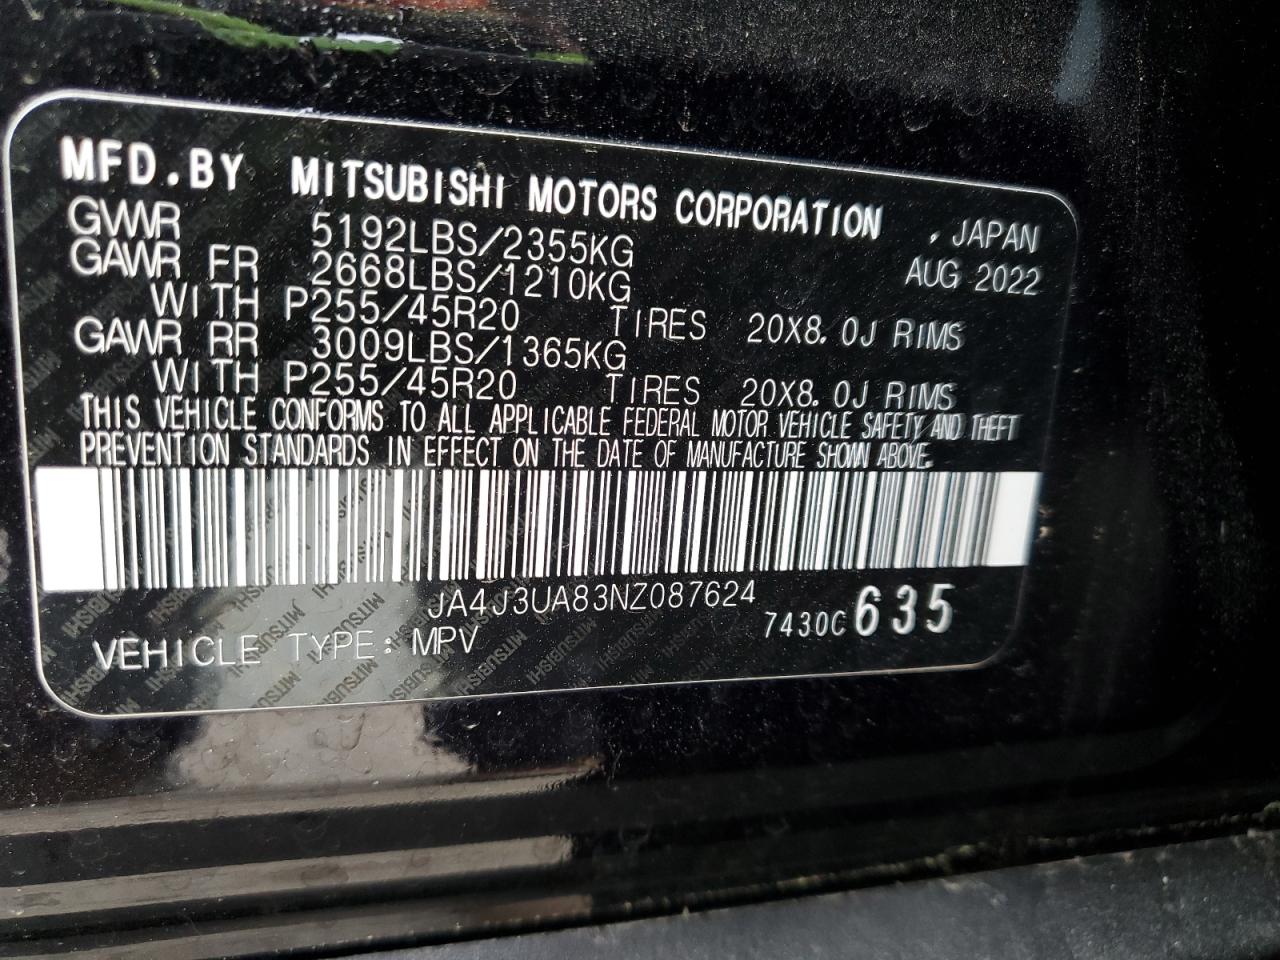 MFD.BY MITSUBISHI MOTORS CORPORATION , JAPAN
GVWR 5192LBS/2355KG AUG 2022
GAWR FR 2668LBS/1210KG
WITH P255/45R20 TIRES 20X8.0J RIMS
GAWR RR 3009LBS/1365KG
WITH P255/45R20 TIRES 20X8.0J RIMS
THIS VEHICLE CONFORMS TO ALL APPLICABLE FEDERAL MOTOR VEHICLE SAFETY AND THEFT
PREVENTION STANDARDS IN EFFECT ON THE DATE OF MANUFACTURE SHOWN ABOVE.
JA4J3UA83NZ087624
VEHICLE TYPE: MPV 7430C 635